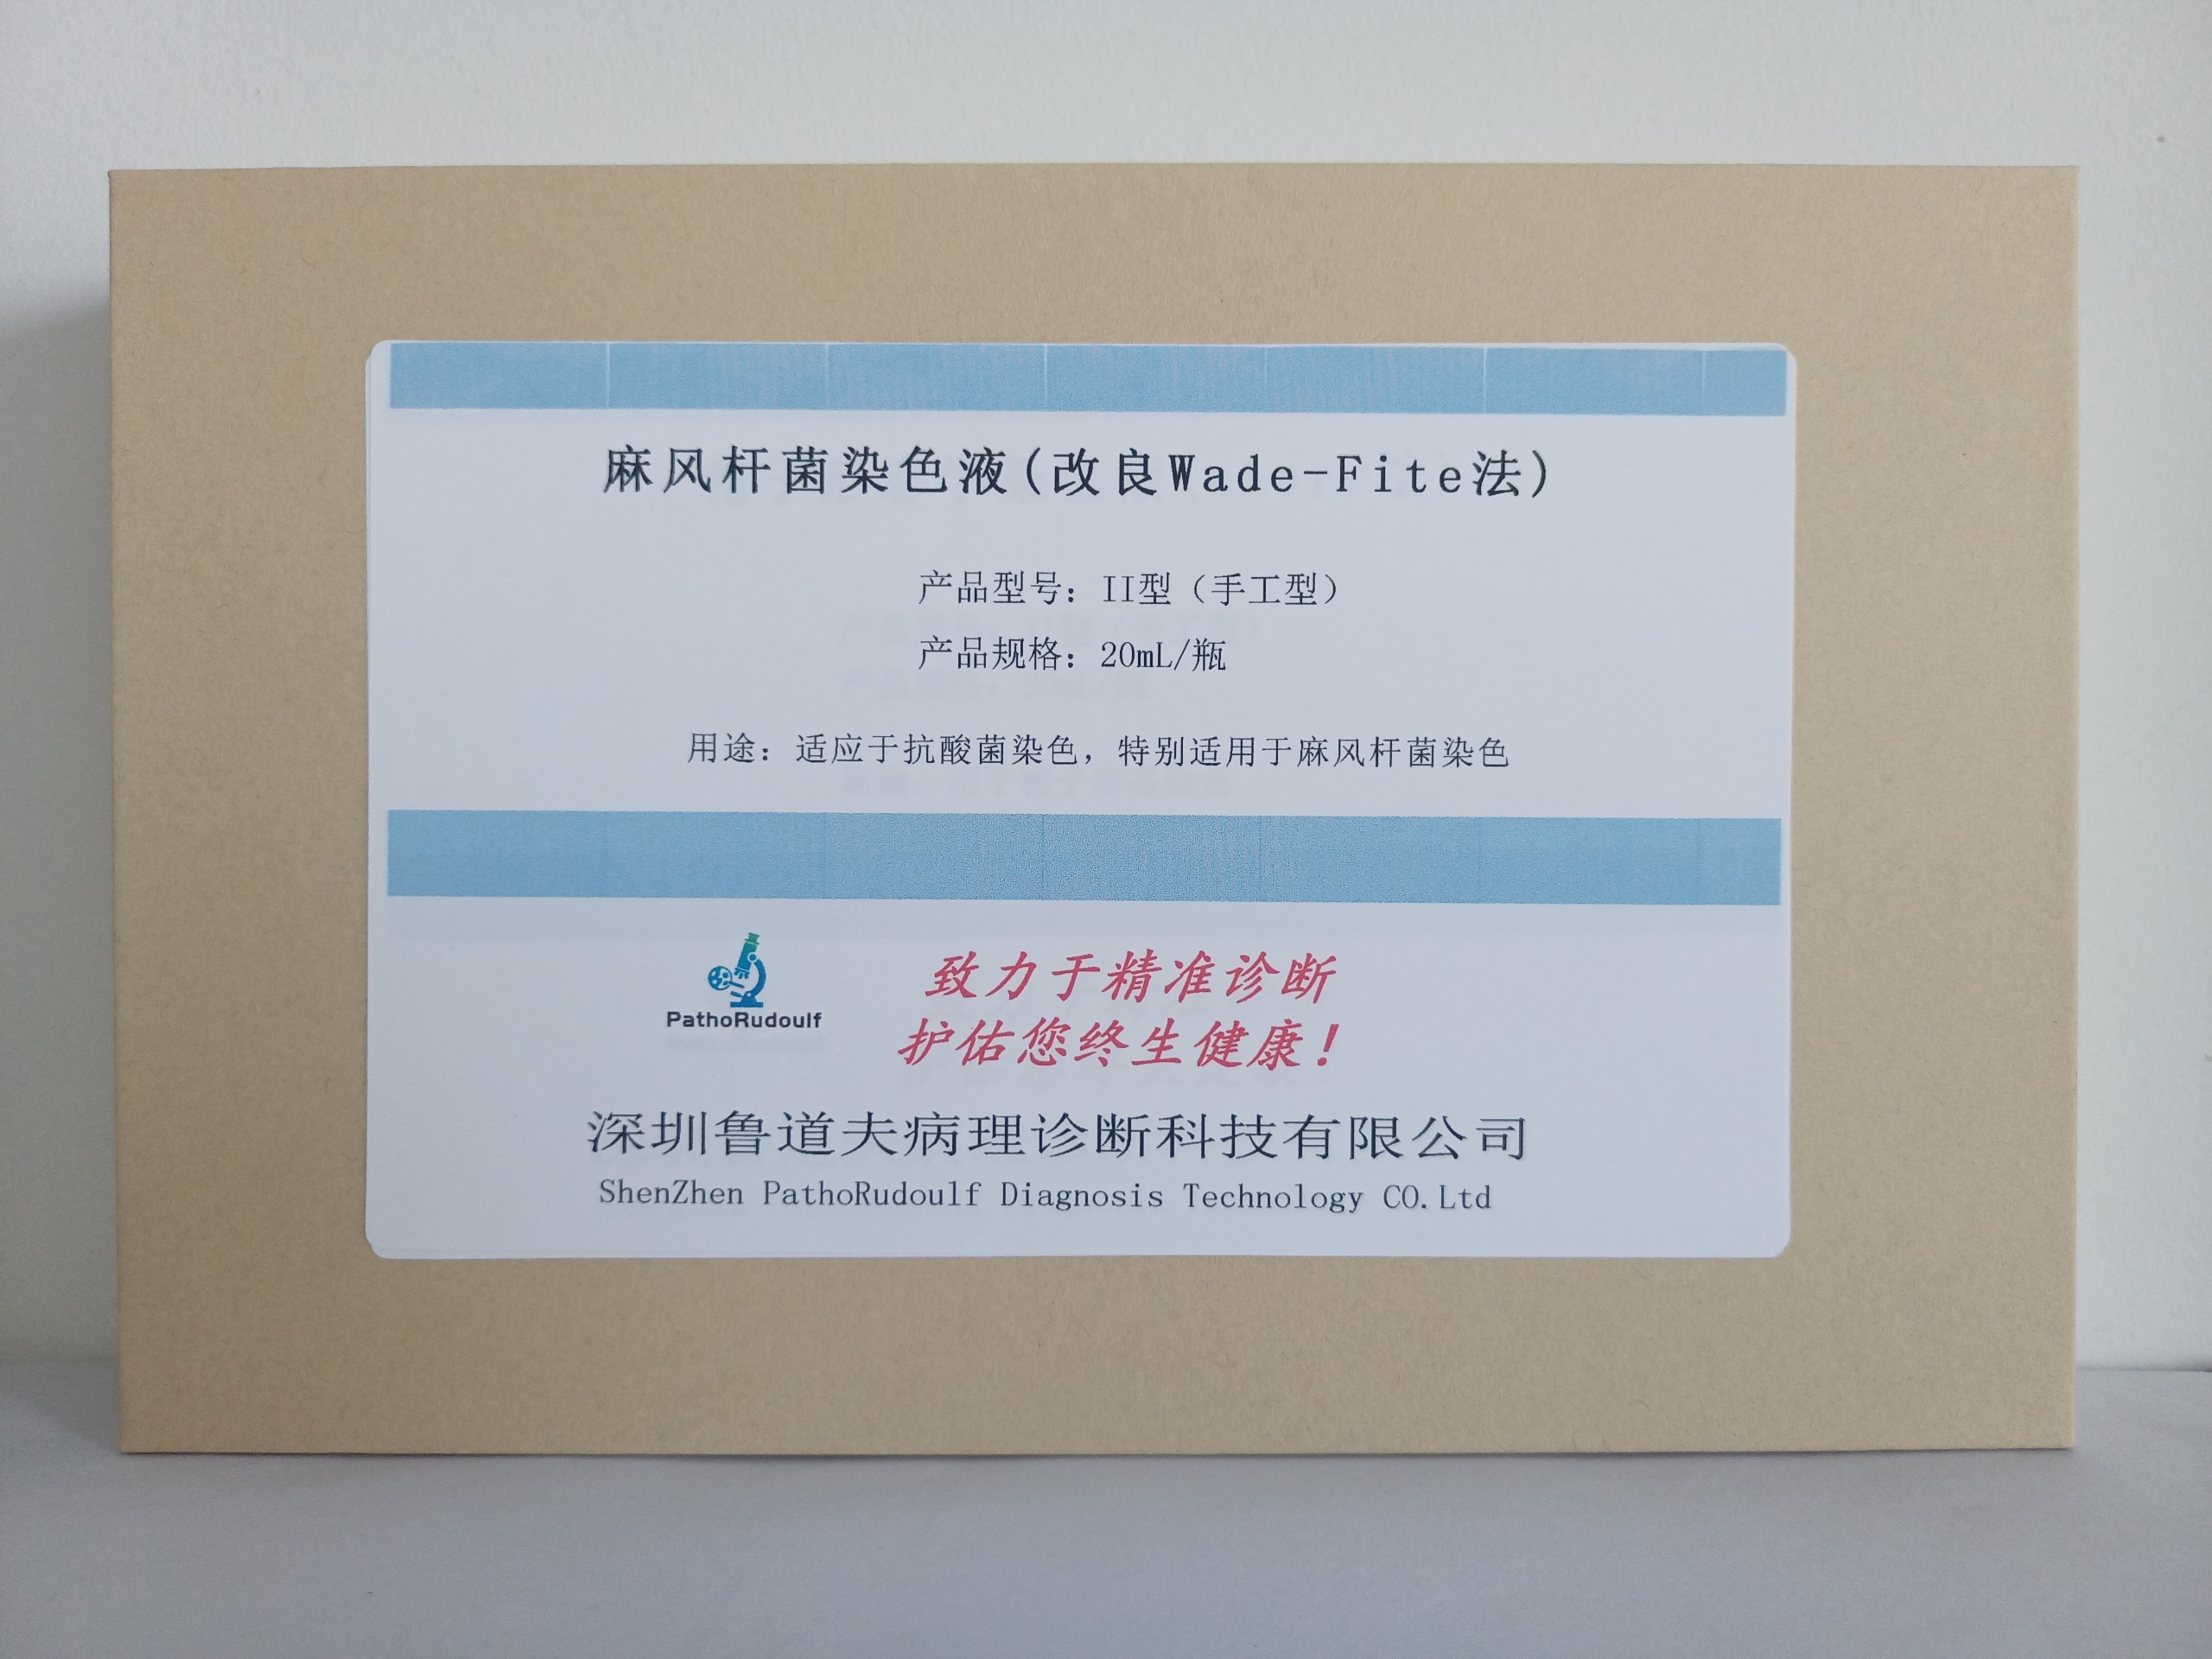 麻风杆菌染色液(改良Wade-Fite法)
产品型号：II型（手工型）
产品规格：20mL/瓶
用途：适应于抗酸菌染色，特别适用于麻风杆菌染色
PathoRudoulf
致力于精准诊断
护佑您终生健康！
深圳鲁道夫病理诊断科技有限公司
ShenZhen PathoRudoulf Diagnosis Technology CO.Ltd